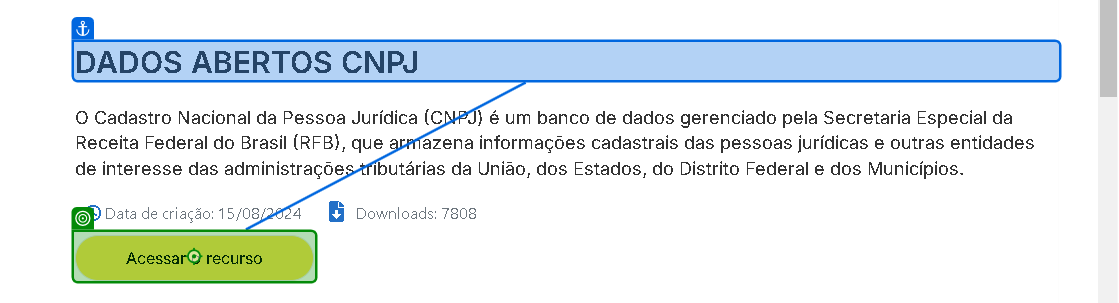 DADOS ABERTOS CNPJ
O Cadastro Nacional da Pessoa Jurídica (CNPJ) é um banco de dados gerenciado pela Secretaria Especial da
Receita Federal do Brasil (RFB), que armazena informações cadastrais das pessoas jurídicas e outras entidades
de interesse das administrações tributárias da União, dos Estados, do Distrito Federal e dos Municípios.
Data de criação: 15/08/2024 Downloads: 7808
Acessar o recurso